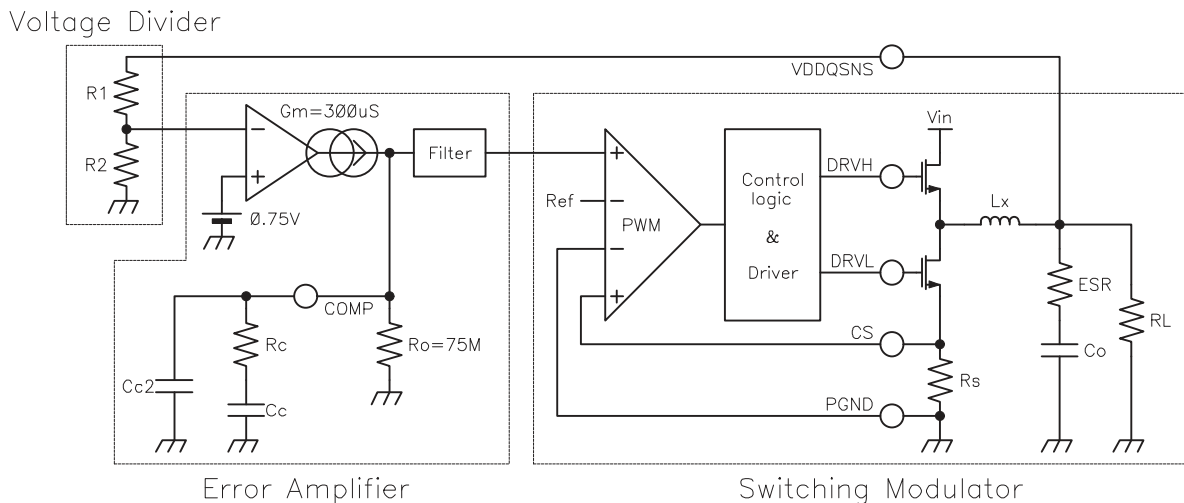 Voltage Divider
VDDQSNS
R1
R2
Gm=300uS
0.75V
Filter
Ref
PWM
Control
logic
&
Driver
Vin
DRVH
DRVL
Lx
ESR
RL
Co
CS
Rs
PGND
COMP
Rc
Ro=75M
Cc2
Cc
Error Amplifier
Switching Modulator